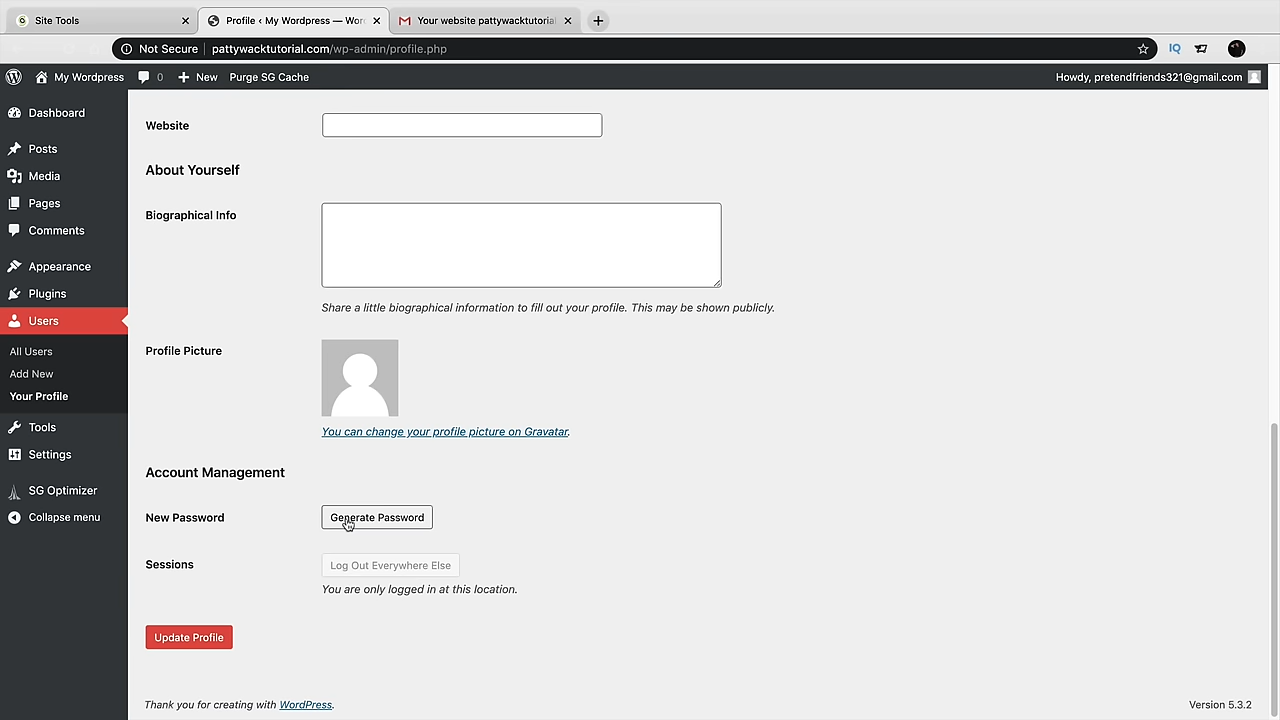 Site Tools
Profile ‹ My Wordpress — Wor
Your website pattywacktutoria
Not Secure
pattywacktutorial.com/wp-admin/profile.php
IQ
My Wordpress
0
New
Purge SG Cache
Howdy, pretendfriends321@gmail.com
Dashboard
Posts
Media
Pages
Comments
Appearance
Plugins
Users
All Users
Add New
Your Profile
Tools
Settings
SG Optimizer
Collapse menu
Website
About Yourself
Biographical Info
Share a little biographical information to fill out your profile. This may be shown publicly.
Profile Picture
You can change your profile picture on Gravatar.
Account Management
New Password
Generate Password
Sessions
Log Out Everywhere Else
You are only logged in at this location.
Update Profile
Thank you for creating with WordPress.
Version 5.3.2